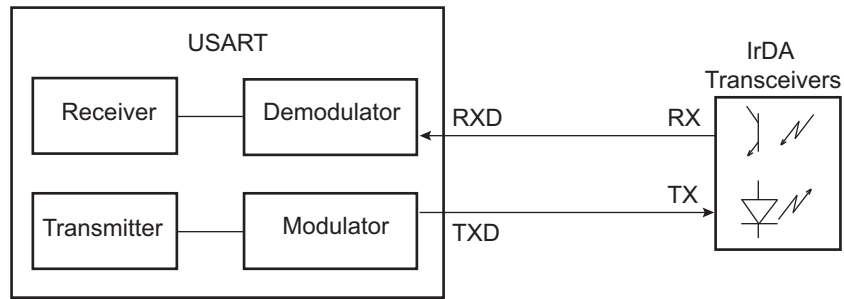 USART
IrDA
Transceivers
Receiver
Demodulator
RXD
RX
Transmitter
Modulator
TXD
TX